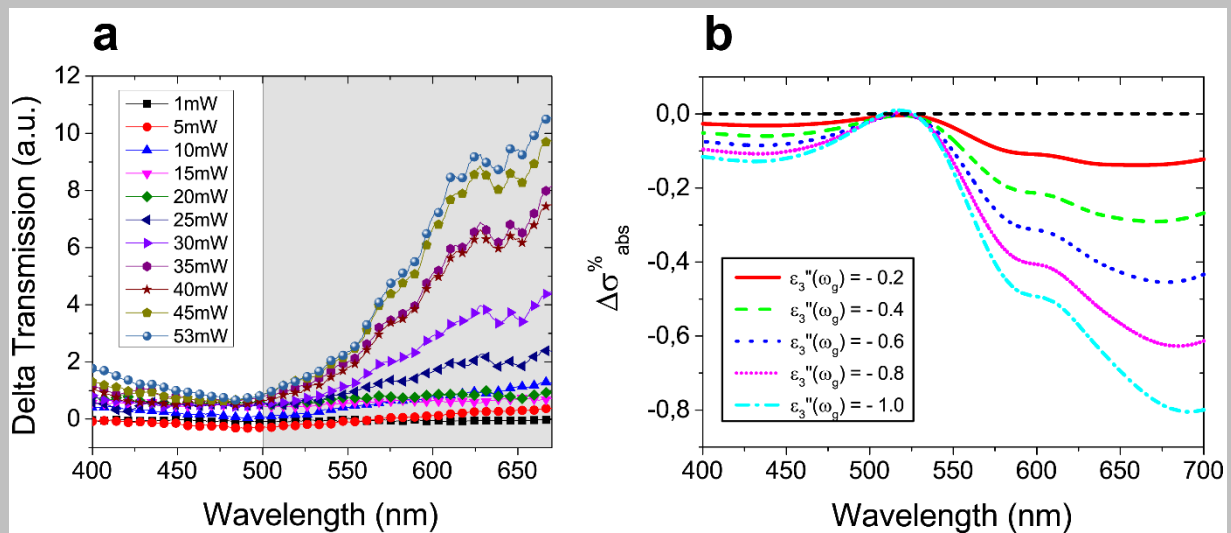 a
Delta Transmission (a.u.)
12
10
8
6
4
2
0
1mW
5mW
10mW
15mW
20mW
25mW
30mW
35mW
40mW
45mW
53mW
400 450 500 550 600 650
Wavelength (nm)
b
Δσ%abs
0,0
-0,2
-0,4
-0,6
-0,8
ε3''(ωg) = - 0.2
ε3''(ωg) = - 0.4
ε3''(ωg) = - 0.6
ε3''(ωg) = - 0.8
ε3''(ωg) = - 1.0
400 450 500 550 600 650 700
Wavelength (nm)